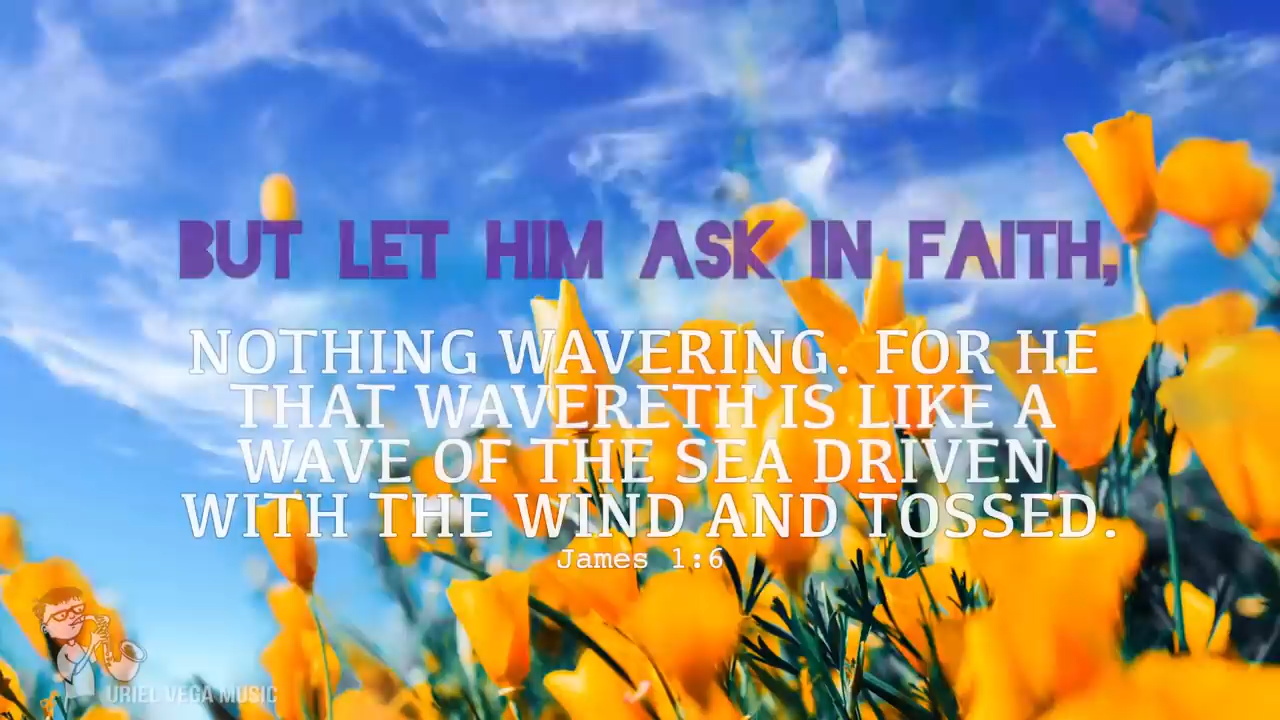 BUT LET HIM ASK IN FAITH,
NOTHING WAVERING. FOR HE
THAT WAVERETH IS LIKE A
WAVE OF THE SEA DRIVEN
WITH THE WIND AND TOSSED.
James 1:6
URIEL VEGA MUSIC